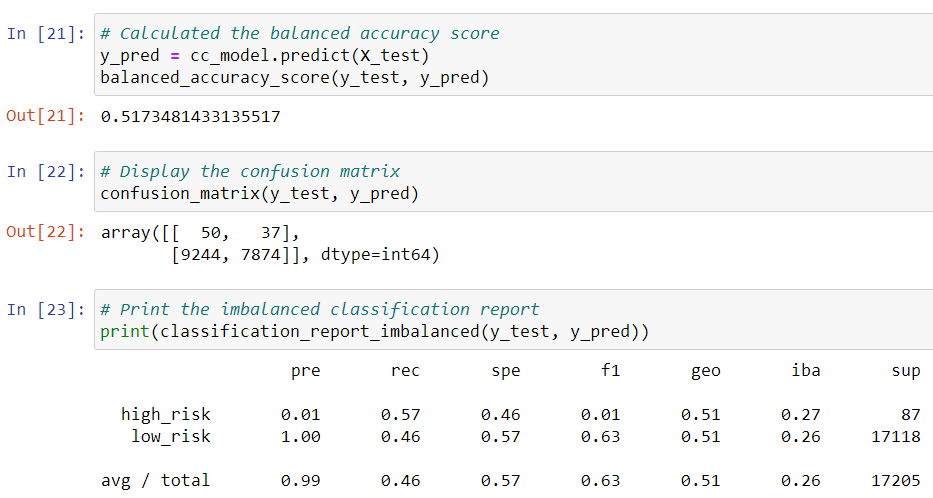 In [21]: # Calculated the balanced accuracy score
y_pred = cc_model.predict(X_test)
balanced_accuracy_score(y_test, y_pred)
Out[21]: 0.5173481433135517
In [22]: # Display the confusion matrix
confusion_matrix(y_test, y_pred)
Out[22]: array([[  50,   37],
       [9244, 7874]], dtype=int64)
In [23]: # Print the imbalanced classification report
print(classification_report_imbalanced(y_test, y_pred))
pre rec spe f1 geo iba sup
high_risk 0.01 0.57 0.46 0.01 0.51 0.27 87
low_risk 1.00 0.46 0.57 0.63 0.51 0.26 17118
avg / total 0.99 0.46 0.57 0.63 0.51 0.26 17205